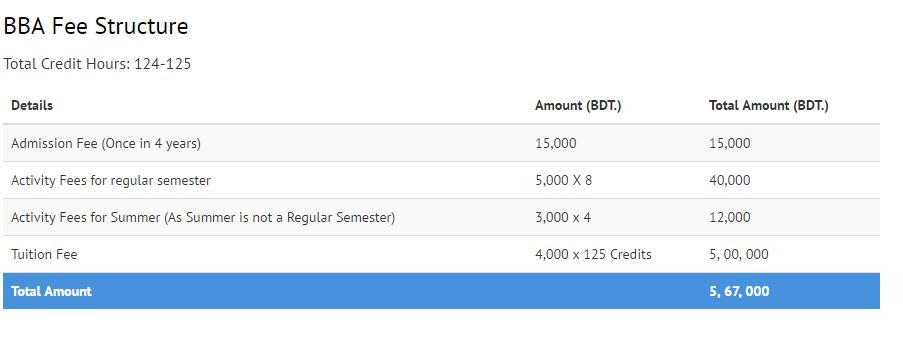 BBA Fee Structure
Total Credit Hours: 124-125
Details Amount (BDT.) Total Amount (BDT.)
Admission Fee (Once in 4 years) 15,000 15,000
Activity Fees for regular semester 5,000 X 8 40,000
Activity Fees for Summer (As Summer is not a Regular Semester) 3,000 x 4 12,000
Tuition Fee 4,000 x 125 Credits 5, 00, 000
Total Amount 5, 67, 000